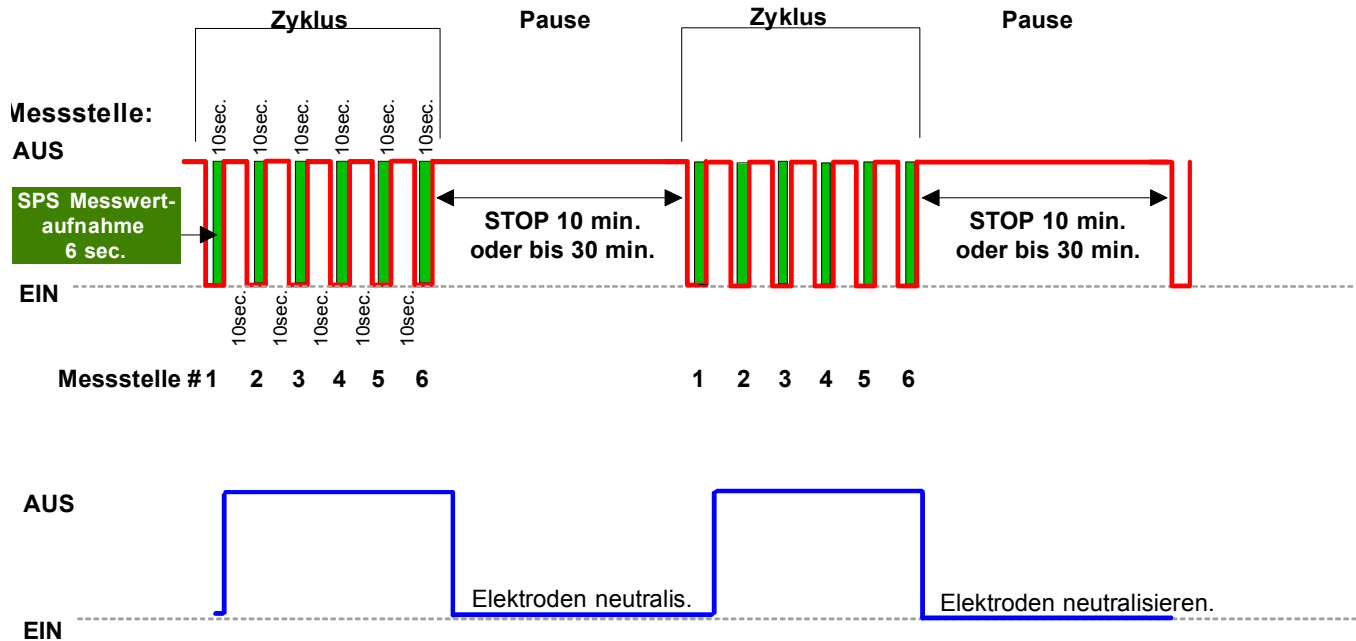 Zyklus Pause Zyklus Pause
10sec. 10sec. 10sec. 10sec. 10sec. 10sec.
Messstelle:
AUS
SPS Messwert-
aufnahme
6 sec.
STOP 10 min.
oder bis 30 min.
STOP 10 min.
oder bis 30 min.
EIN
10sec. 10sec. 10sec. 10sec. 10sec.
Messstelle # 1 2 3 4 5 6 1 2 3 4 5 6
AUS
Elektroden neutralis.
Elektroden neutralisieren.
EIN